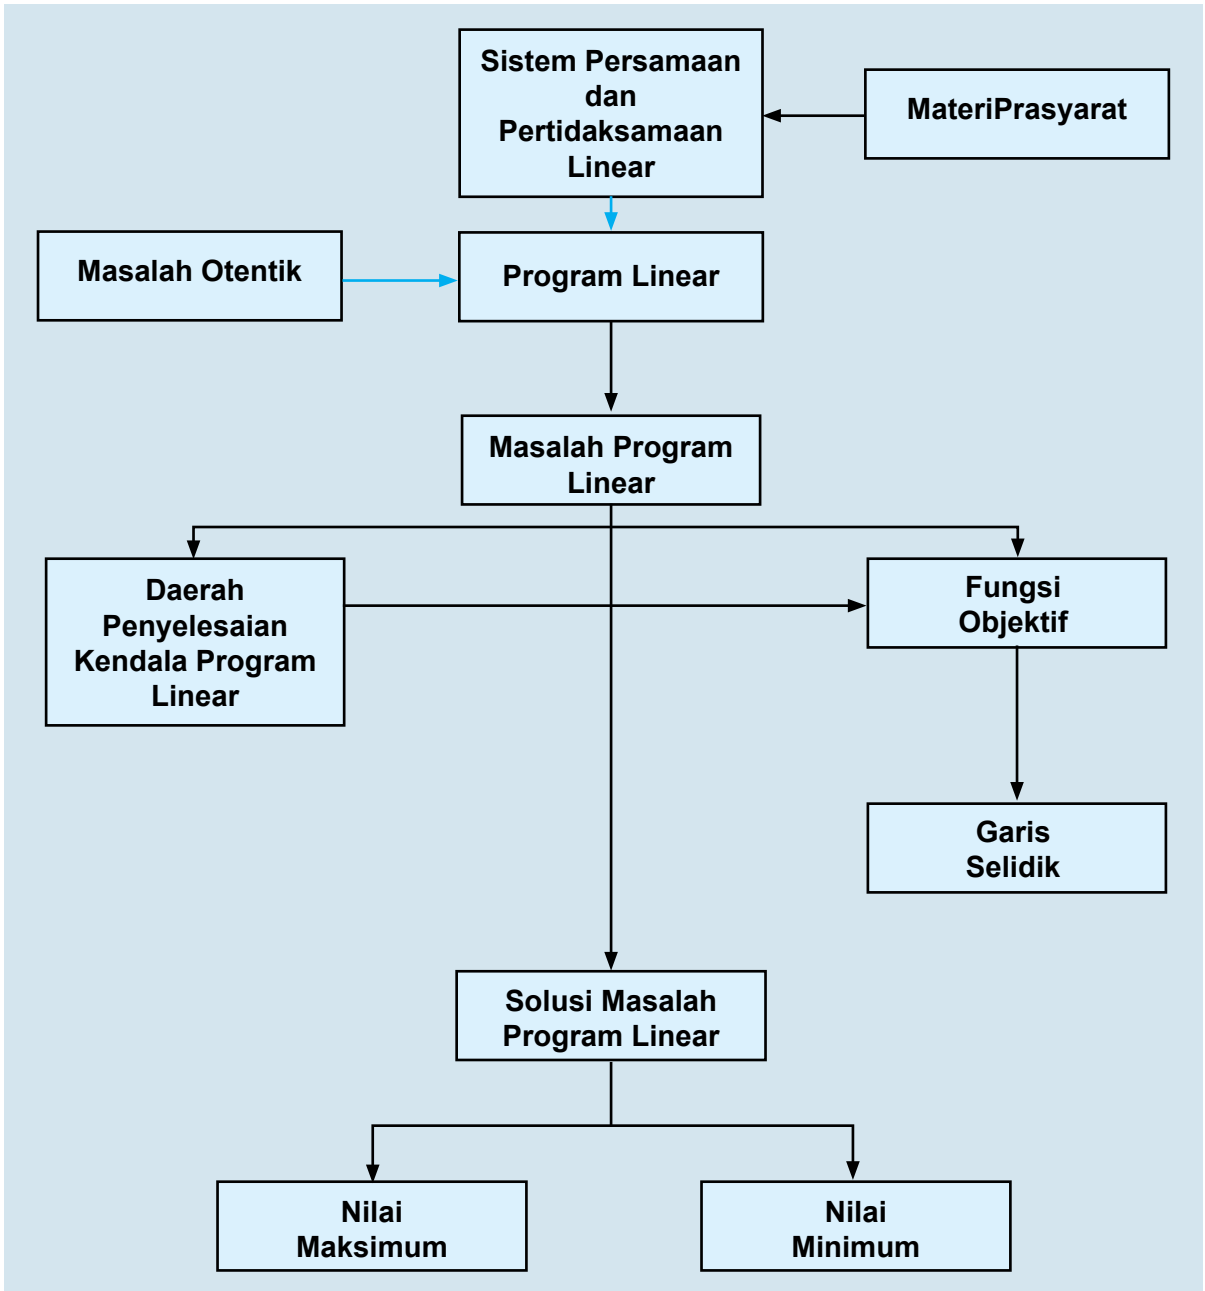 Sistem Persamaan
dan
Pertidaksamaan
Linear
MateriPrasyarat
Masalah Otentik
Program Linear
Masalah Program
Linear
Daerah
Penyelesaian
Kendala Program
Linear
Fungsi
Objektif
Garis
Selidik
Solusi Masalah
Program Linear
Nilai
Maksimum
Nilai
Minimum